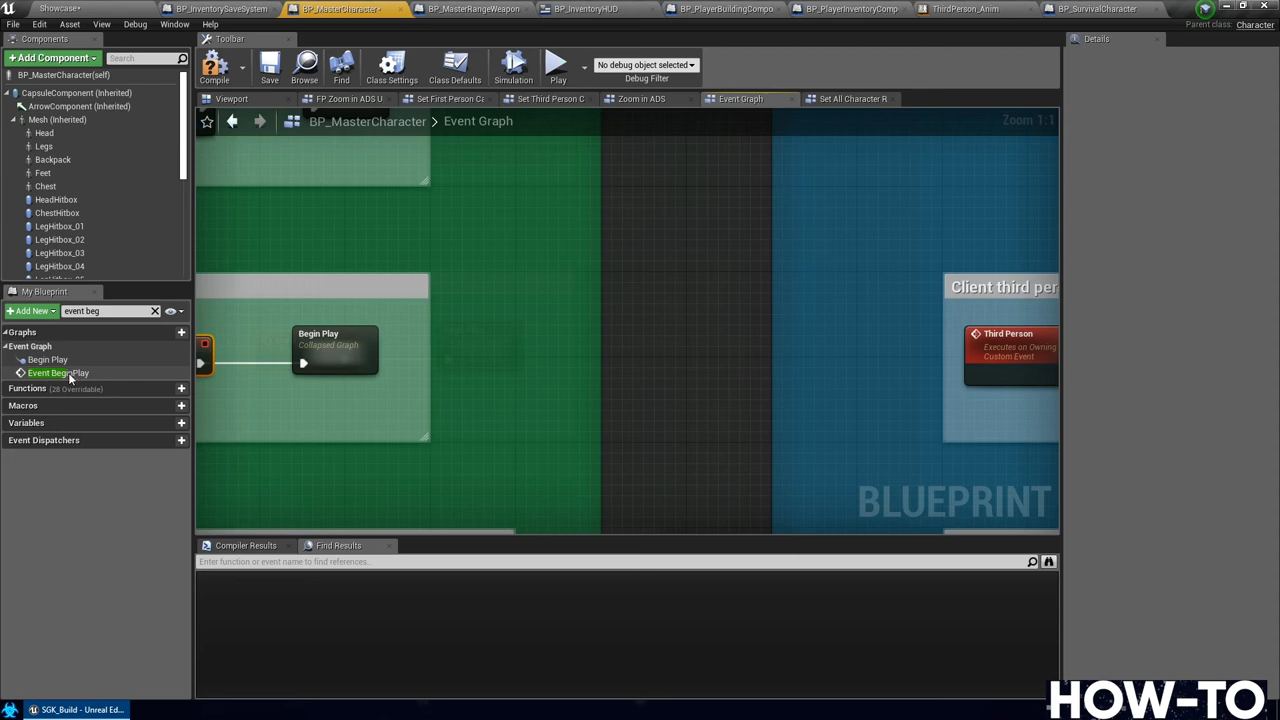 Showcase*
BP_InventorySaveSystem
BP_MasterCharacter*
BP_MasterRangeWeapon
BP_InventoryHUD
BP_PlayerBuildingCompo
BP_PlayerInventoryComp
ThirdPerson_Anim
BP_SurvivalCharacter
File Edit Asset View Debug Window Help
Parent class: Character
Components
Toolbar
Details
Add Component
Search
Compile
Save
Browse
Find
Class Settings
Class Defaults
Simulation
Play
No debug object selected
Debug Filter
BP_MasterCharacter(self)
CapsuleComponent (Inherited)
ArrowComponent (Inherited)
Mesh (Inherited)
Head
Legs
Backpack
Feet
Chest
HeadHitbox
ChestHitbox
LegHitbox_01
LegHitbox_02
LegHitbox_03
LegHitbox_04
Viewport
FP Zoom in ADS U
Set First Person Ca
Set Third Person C
Zoom in ADS
Event Graph
Set All Character R
BP_MasterCharacter > Event Graph
Zoom 1:1
My Blueprint
Add New
event beg
Graphs
Event Graph
Begin Play
Event BeginPlay
Functions (28 Overridable)
Macros
Variables
Event Dispatchers
Begin Play
Collapsed Graph
Client third per
Third Person
Executes on Owning
Custom Event
BLUEPRINT
Compiler Results
Find Results
Enter function or event name to find references...
SGK_Build - Unreal Ed...
HOW-TO